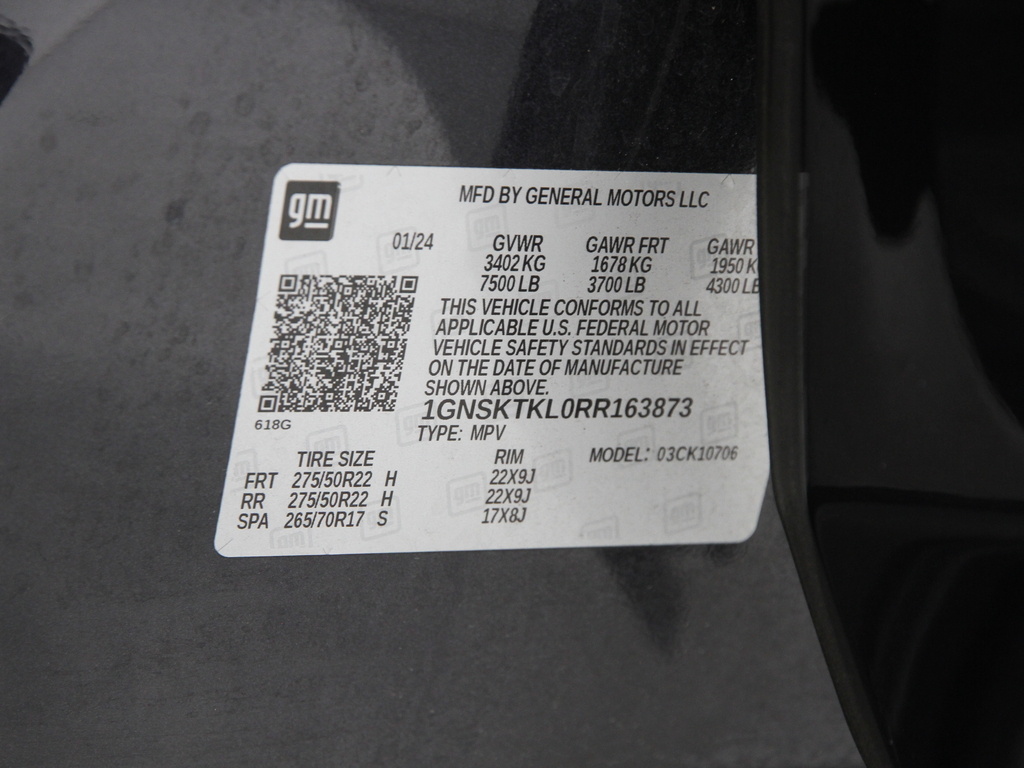 gm
MFD BY GENERAL MOTORS LLC
01/24 GVWR GAWR FRT GAWR
3402 KG 1678 KG 1950 K
7500 LB 3700 LB 4300 LB
THIS VEHICLE CONFORMS TO ALL
APPLICABLE U.S. FEDERAL MOTOR
VEHICLE SAFETY STANDARDS IN EFFECT
ON THE DATE OF MANUFACTURE
SHOWN ABOVE.
1GNSKTKL0RR163873
618G
TYPE: MPV
TIRE SIZE RIM MODEL: 03CK10706
FRT 275/50R22 H 22X9J
RR 275/50R22 H 22X9J
SPA 265/70R17 S 17X8J